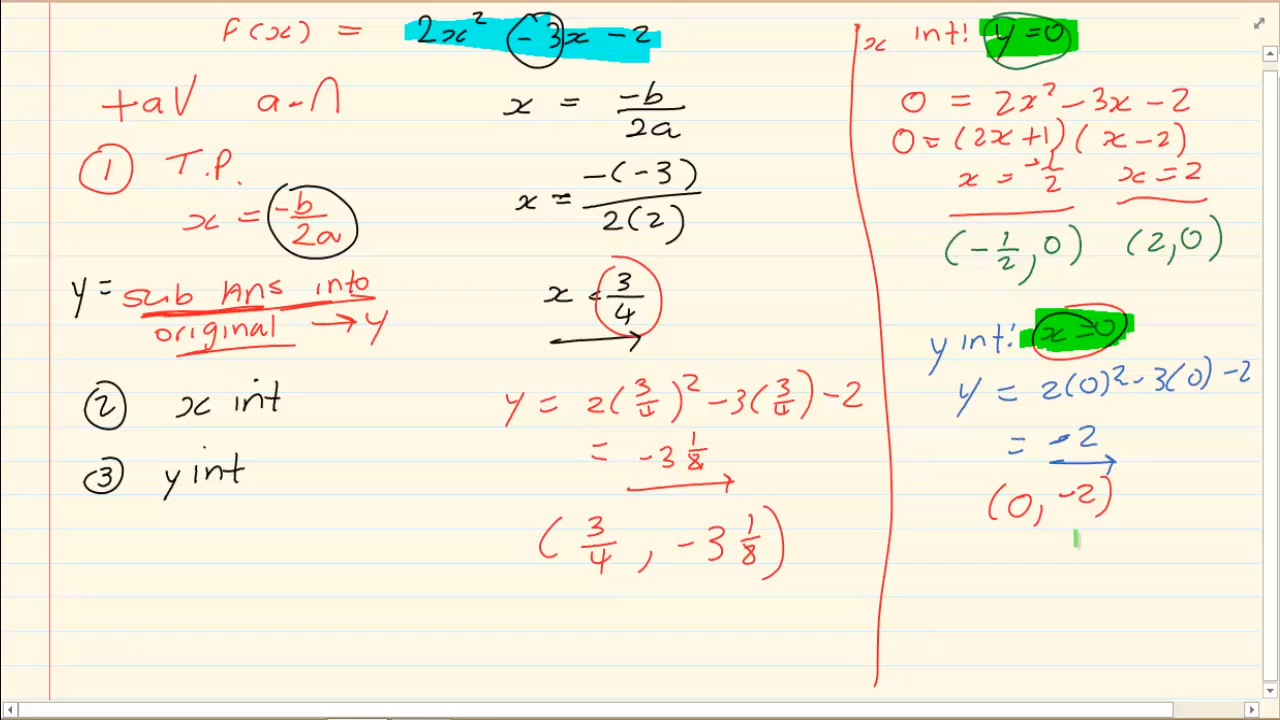 F(x) = 2x² - 3x - 2
+a V a - ∩
① T.P.
x = -b/2a
y = sub Ans into
original → y
② x int
③ y int
x = -b/2a
x = -(-3)/2(2)
x = 3/4
y = 2(3/4)² - 3(3/4) - 2
= -3 1/8
(3/4, -3 1/8)
x int! y = 0
0 = 2x² - 3x - 2
0 = (2x + 1)(x - 2)
x = -1/2 x = 2
(-1/2, 0) (2, 0)
y int! x = 0
y = 2(0)² - 3(0) - 2
= -2
(0, -2)